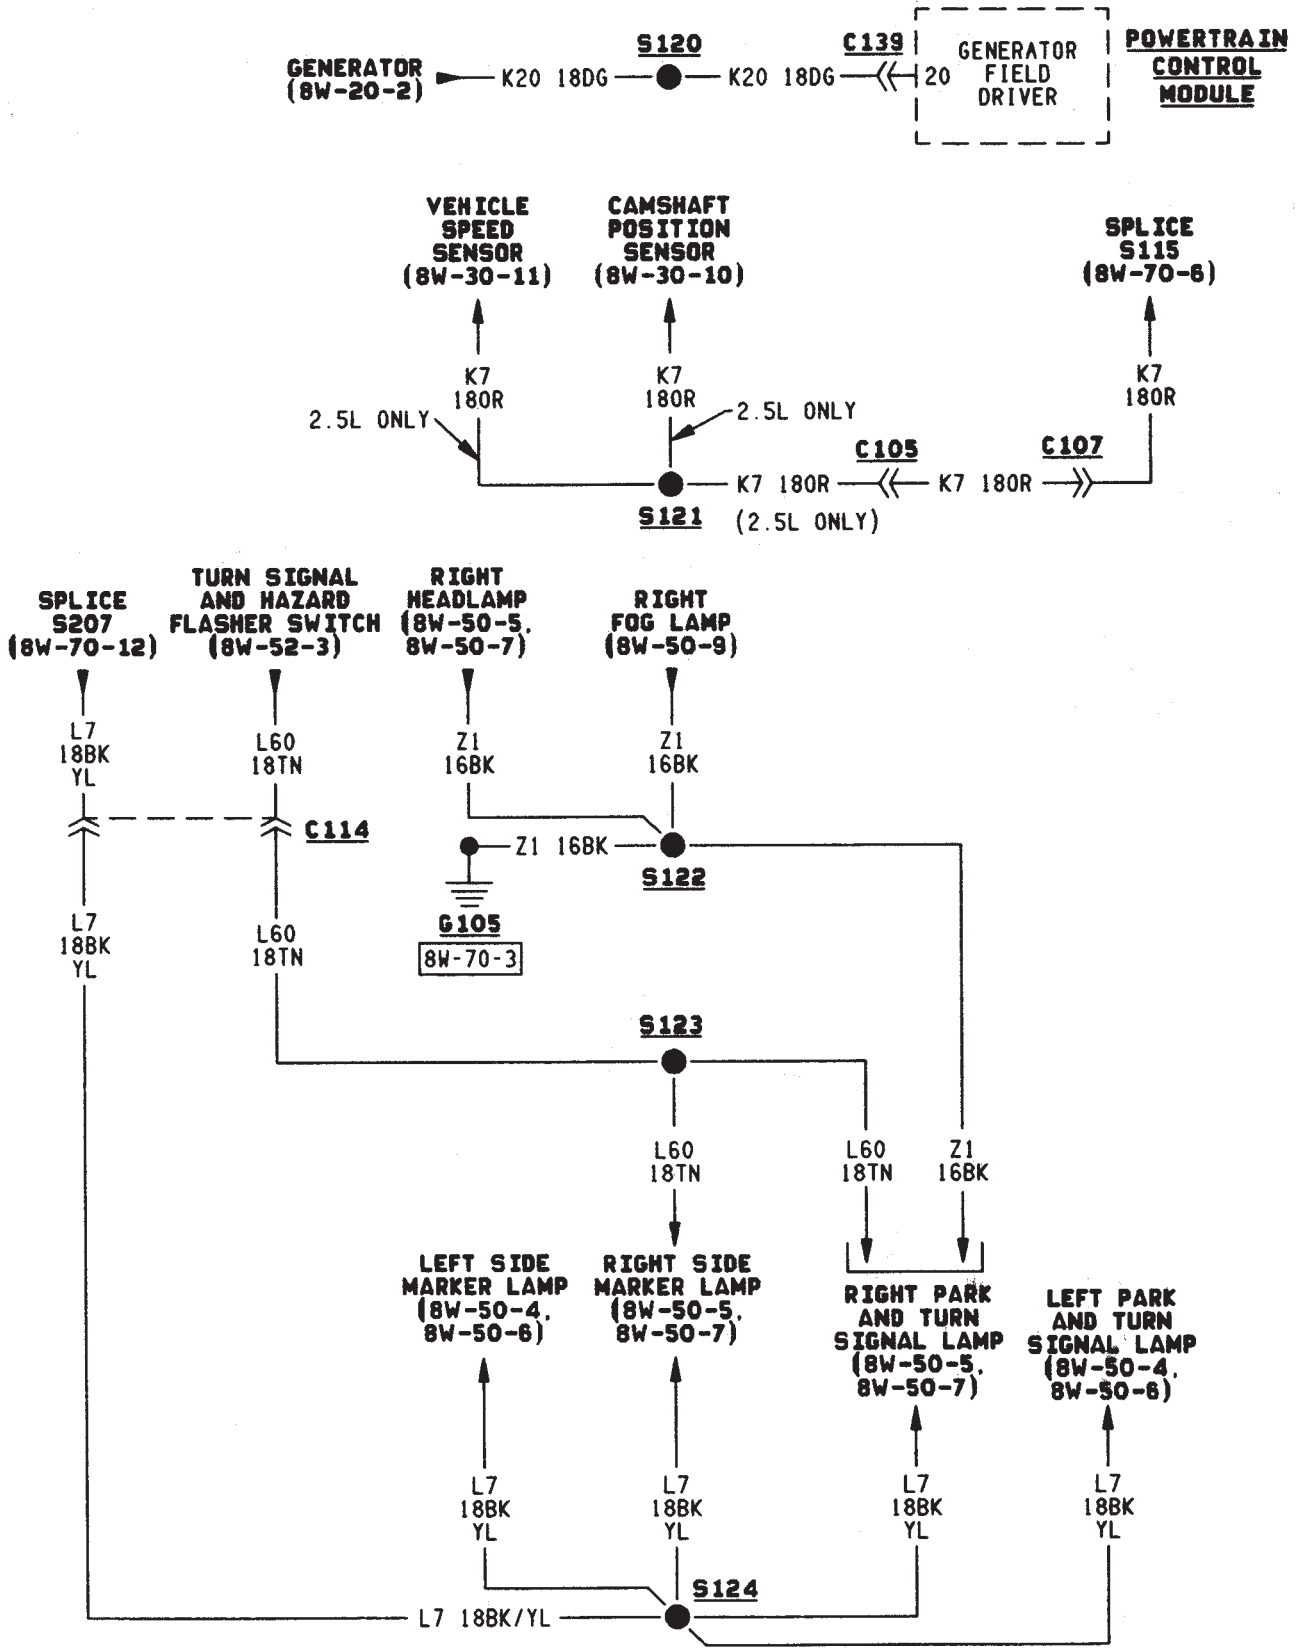 S120
C139
GENERATOR
(8W-20-2)
K20 18DG
K20 18DG
20
GENERATOR
FIELD
DRIVER
POWERTRAIN
CONTROL
MODULE
VEHICLE
SPEED
SENSOR
(8W-30-11)
CAMSHAFT
POSITION
SENSOR
(8W-30-10)
SPLICE
S115
(8W-70-6)
K7
18OR
K7
18OR
K7
18OR
2.5L ONLY
2.5L ONLY
C105
C107
K7 18OR
K7 18OR
S121
(2.5L ONLY)
SPLICE
S207
(8W-70-12)
TURN SIGNAL
AND HAZARD
FLASHER SWITCH
(8W-52-3)
RIGHT
HEADLAMP
(8W-50-5,
8W-50-7)
RIGHT
FOG LAMP
(8W-50-9)
L7
18BK
YL
L60
18TN
Z1
16BK
Z1
16BK
C114
Z1 16BK
S122
G105
8W-70-3
L7
18BK
YL
L60
18TN
S123
L60
18TN
L60
18TN
Z1
16BK
LEFT SIDE
MARKER LAMP
(8W-50-4,
8W-50-6)
RIGHT SIDE
MARKER LAMP
(8W-50-5,
8W-50-7)
RIGHT PARK
AND TURN
SIGNAL LAMP
(8W-50-5,
8W-50-7)
LEFT PARK
AND TURN
SIGNAL LAMP
(8W-50-4,
8W-50-6)
L7
18BK
YL
L7
18BK
YL
L7
18BK
YL
L7
18BK
YL
S124
L7 18BK/YL